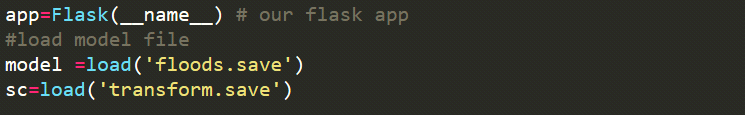 app=Flask(__name__) # our flask app
#load model file
model =load('floods.save')
sc=load('transform.save')